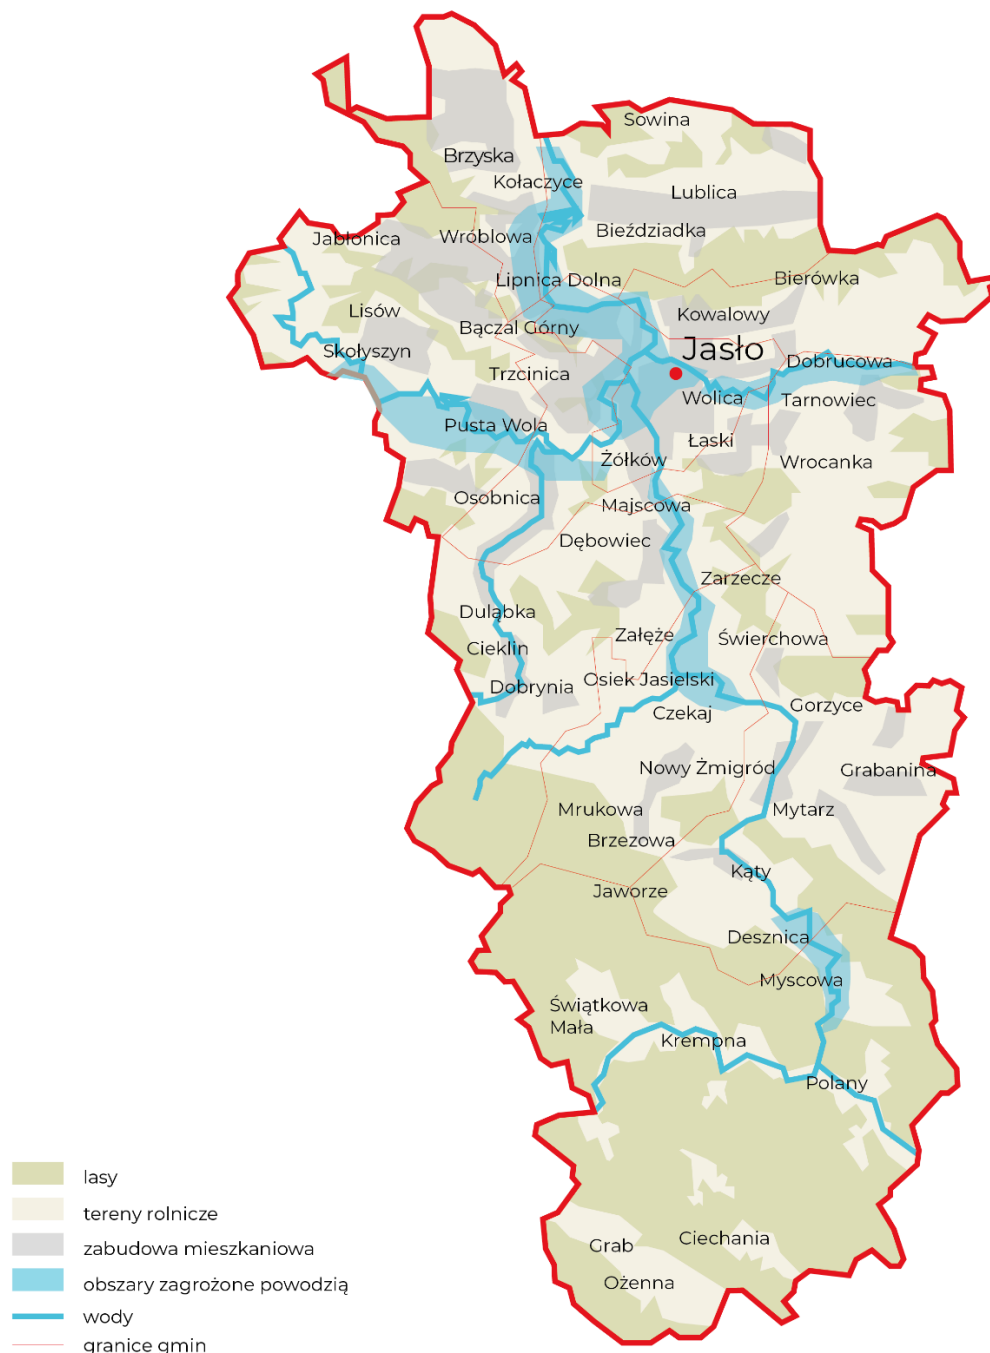 Sowina
Brzyska
Kołaczyce
Lublica
Bieździadka
Jabłonica
Wróblowa
Lipnica Dolna
Bierówka
Lisów
Kowalowy
Bączal Górny
Skołyszyn
Jasło
Dobrucowa
Trzcinica
Wolica
Tarnowiec
Pusta Wola
Łaski
Żółków
Wrocanka
Osobnica
Majscowa
Dębowiec
Zarzecze
Duląbka
Załęże
Świerchowa
Cieklin
Osiek Jasielski
Dobrynia
Gorzyce
Czekaj
Nowy Żmigród
Grabanina
Mrukowa
Mytarz
Brzezowa
Kąty
Jaworze
Desznica
Myscowa
Świątkowa
Mała
Krempna
Polany
Ciechania
Grab
Ożenna
lasy
tereny rolnicze
zabudowa mieszkaniowa
obszary zagrożone powodzią
wody
granice gmin